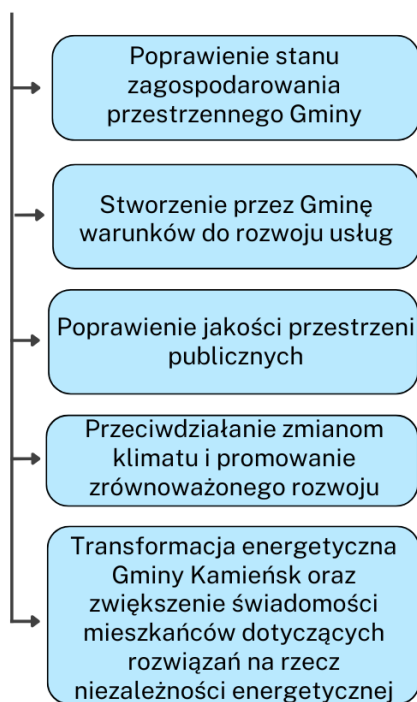 Poprawienie stanu
zagospodarowania
przestrzennego Gminy
Stworzenie przez Gminę
warunków do rozwoju usług
Poprawienie jakości przestrzeni
publicznych
Przeciwdziałanie zmianom
klimatu i promowanie
zrównoważonego rozwoju
Transformacja energetyczna
Gminy Kamieńsk oraz
zwiększenie świadomości
mieszkańców dotyczących
rozwiązań na rzecz
niezależności energetycznej